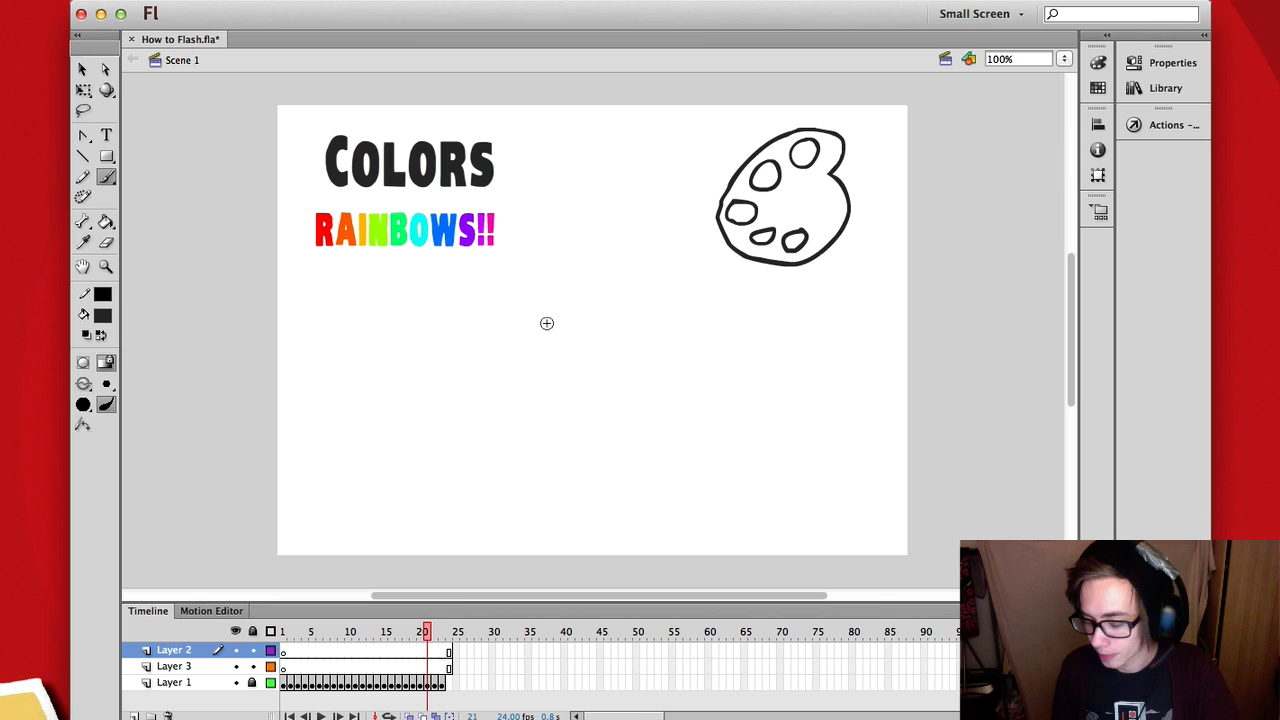 Fl
Small Screen
How to Flash.fla*
Scene 1
100%
Properties
Library
Actions -...
T
COLORS
RAINBOWS!!
Timeline
Motion Editor
1 5 10 15 20 25 30 35 40 45 50 55 60 65 70 75 80 85 90
Layer 2
Layer 3
Layer 1
21 24.00 fps 0.8 s